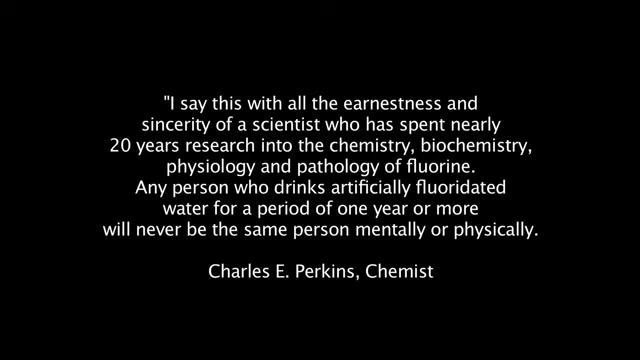 "I say this with all the earnestness and
sincerity of a scientist who has spent nearly
20 years research into the chemistry, biochemistry,
physiology and pathology of fluorine.
Any person who drinks artificially fluoridated
water for a period of one year or more
will never be the same person mentally or physically.
Charles E. Perkins, Chemist